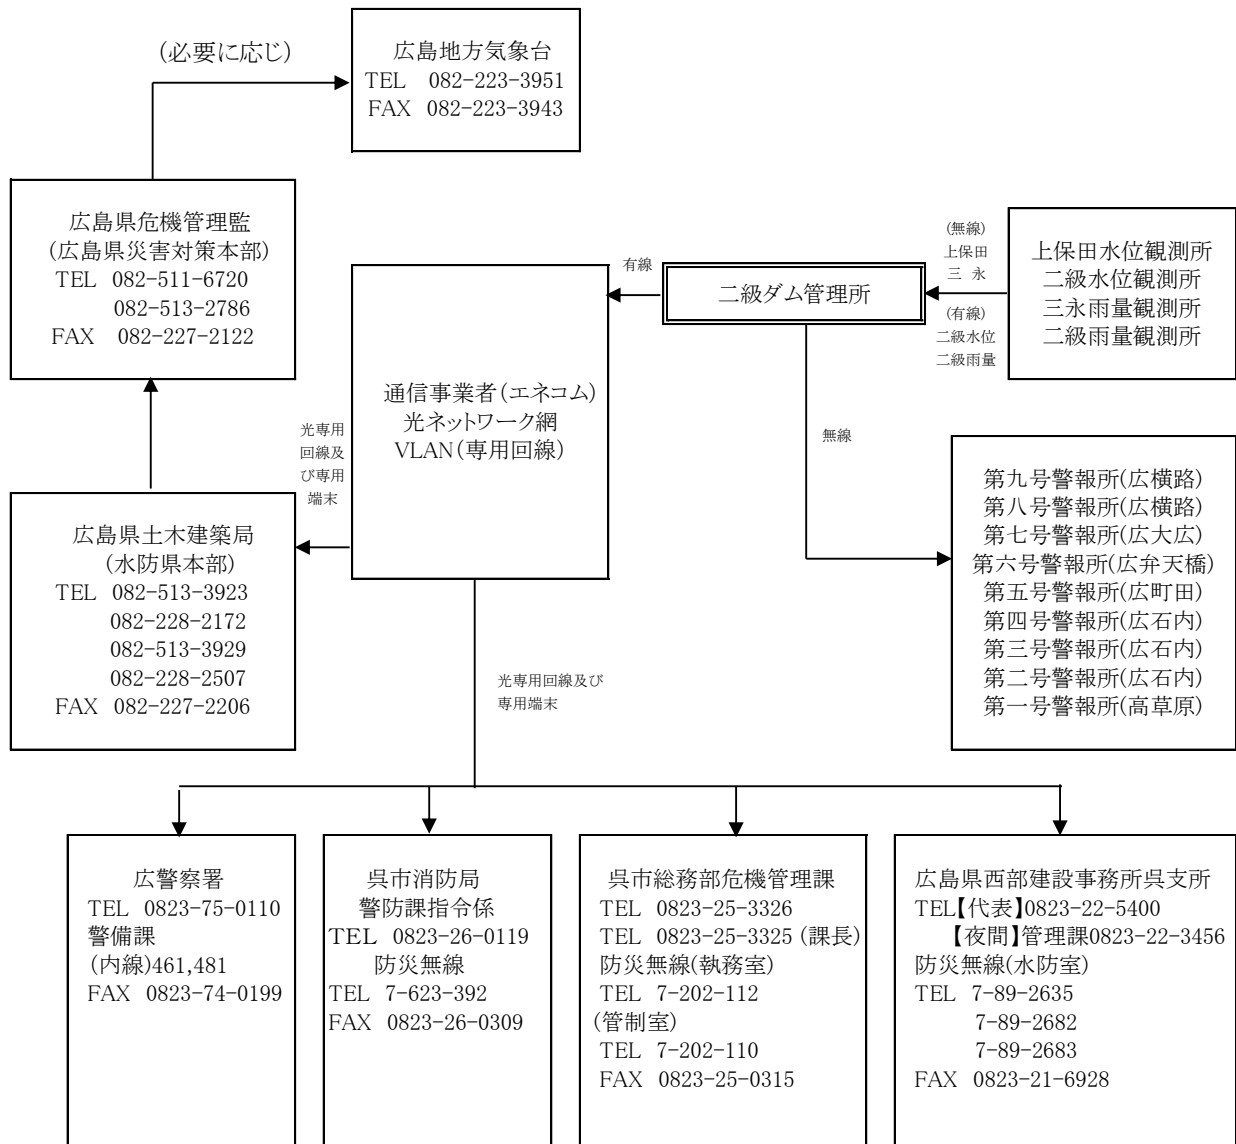 (必要に応じ)
広島地方気象台
TEL 082-223-3951
FAX 082-223-3943
広島県危機管理監
(広島県災害対策本部)
TEL 082-511-6720
082-513-2786
FAX 082-227-2122
通信事業者(エネコム)
光ネットワーク網
VLAN(専用回線)
有線
二級ダム管理所
(無線)
上保田
三 永
(有線)
二級水位
二級雨量
上保田水位観測所
二級水位観測所
三永雨量観測所
二級雨量観測所
光専用
回線及
び専用
端末
無線
広島県土木建築局
(水防県本部)
TEL 082-513-3923
082-228-2172
082-513-3929
082-228-2507
FAX 082-227-2206
第九号警報所(広横路)
第八号警報所(広横路)
第七号警報所(広大広)
第六号警報所(広弁天橋)
第五号警報所(広町田)
第四号警報所(広石内)
第三号警報所(広石内)
第二号警報所(広石内)
第一号警報所(高草原)
光専用回線及び
専用端末
広警察署
TEL 0823-75-0110
警備課
(内線)461,481
FAX 0823-74-0199
呉市消防局
警防課指令係
TEL 0823-26-0119
防災無線
TEL 7-623-392
FAX 0823-26-0309
呉市総務部危機管理課
TEL 0823-25-3326
TEL 0823-25-3325 (課長)
防災無線(執務室)
TEL 7-202-112
(管制室)
TEL 7-202-110
FAX 0823-25-0315
広島県西部建設事務所呉支所
TEL【代表】0823-22-5400
【夜間】管理課0823-22-3456
防災無線(水防室)
TEL 7-89-2635
7-89-2682
7-89-2683
FAX 0823-21-6928